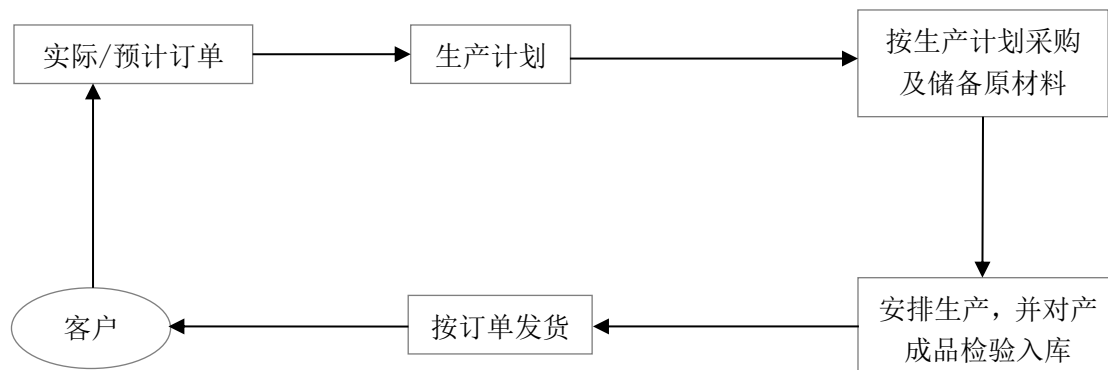 实际/预计订单
生产计划
按生产计划采购
及储备原材料
客户
按订单发货
安排生产，并对产
成品检验入库